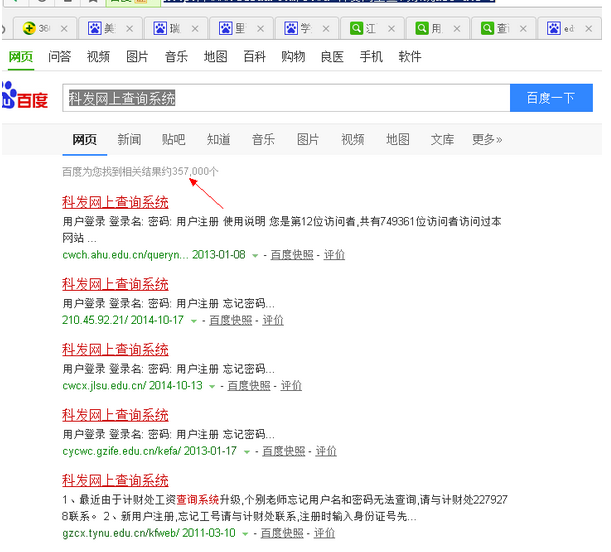 36 美 瑞 里 学 江 用 查 ed
网页 问答 视频 图片 音乐 地图 百科 购物 良医 手机 软件
百度 科发网上查询系统 百度一下
网页 新闻 贴吧 知道 音乐 图片 视频 地图 文库 更多»
百度为您找到相关结果约357,000个
科发网上查询系统
用户登录 登录名: 密码: 用户注册 使用说明 您是第12位访问者,共有749361位访问者访问过本
网站 ...
cwch.ahu.edu.cn/queryn... 2013-01-08 - 百度快照 - 评价
科发网上查询系统
用户登录 登录名: 密码: 用户注册 忘记密码...
210.45.92.21/ 2014-10-17 - 百度快照 - 评价
科发网上查询系统
用户登录 登录名: 密码: 用户注册 忘记密码...
cwcx.jlsu.edu.cn/ 2014-10-13 - 百度快照 - 评价
科发网上查询系统
用户登录 登录名: 密码: 用户注册 忘记密码...
cycwc.gzife.edu.cn/kefa/ 2013-01-17 - 百度快照 - 评价
科发网上查询系统
1、最近由于计财处工资查询系统升级,个别老师忘记用户名和密码无法查询,请与计财处227927
8联系。 2、新用户注册,忘记工号请与计财处联系,注册时输入身份证号先...
gzcx.tynu.edu.cn/kfweb/ 2011-03-10 - 百度快照 - 评价